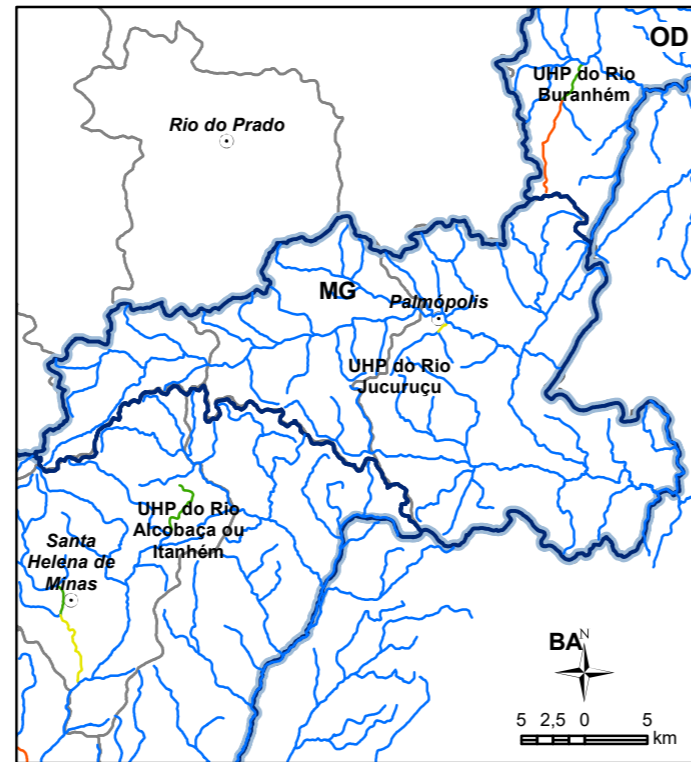 OD
UHP do Rio
Buranhém
Rio do Prado
MG
Palmópolis
UHP do Rio
Jucuruçu
UHP do Rio
Alcobaça ou
Itanhém
Santa
Helena de
Minas
BA
N
5 2,5 0 5
km